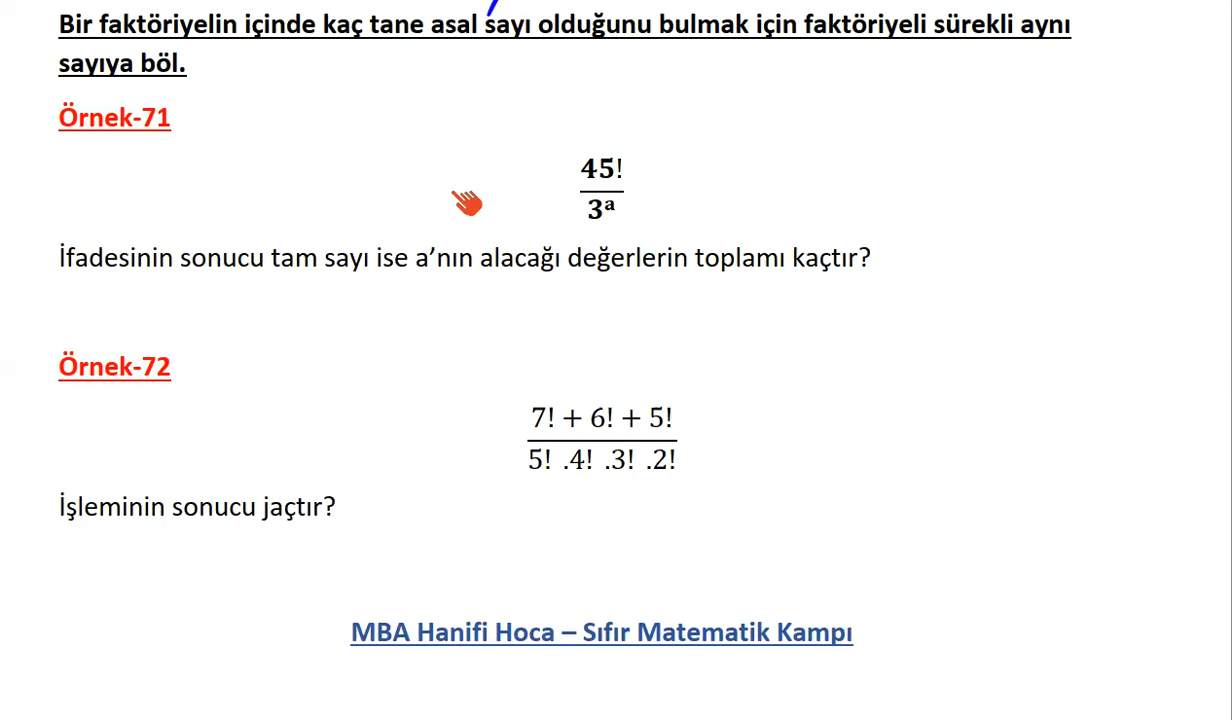 Bir faktöriyelin içinde kaç tane asal sayı olduğunu bulmak için faktöriyeli sürekli aynı
sayıya böl.
Örnek-71
45!
3ᵃ
İfadesinin sonucu tam sayı ise a’nın alacağı değerlerin toplamı kaçtır?
Örnek-72
7! + 6! + 5!
5! .4! .3! .2!
İşleminin sonucu jaçtır?
MBA Hanifi Hoca – Sıfır Matematik Kampı